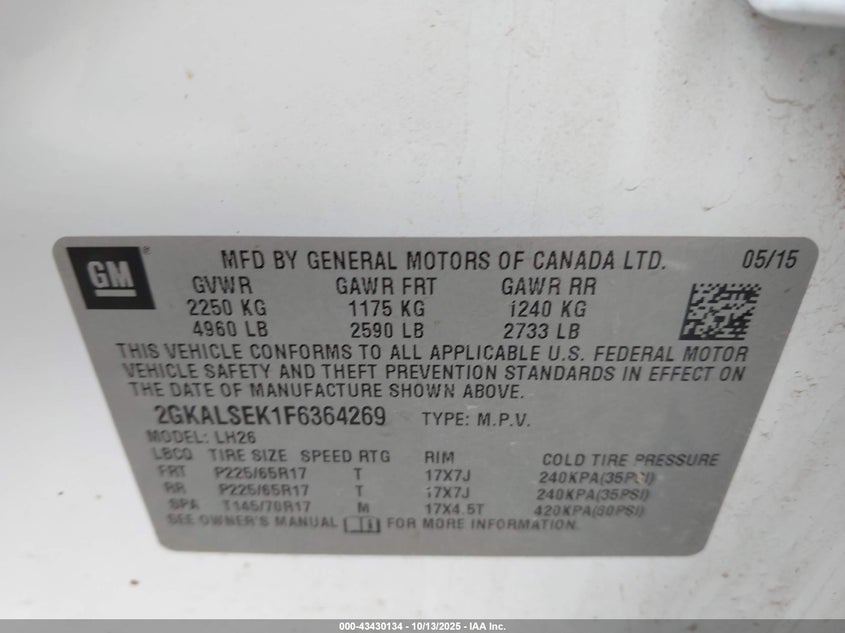 GM ®
MFD BY GENERAL MOTORS OF CANADA LTD. 05/15
GVWR GAWR FRT GAWR RR
2250 KG 1175 KG 1240 KG
4960 LB 2590 LB 2733 LB
THIS VEHICLE CONFORMS TO ALL APPLICABLE U.S. FEDERAL MOTOR
VEHICLE SAFETY AND THEFT PREVENTION STANDARDS IN EFFECT ON
THE DATE OF MANUFACTURE SHOWN ABOVE.
2GKALSEK1F6364269 TYPE: M.P.V.
MODEL: LH26
LBCQ TIRE SIZE SPEED RTG RIM COLD TIRE PRESSURE
FRT P225/65R17 T 17X7J 240KPA(35PSI)
RR P225/65R17 T 17X7J 240KPA(35PSI)
SPA T145/70R17 M 17X4.5T 420KPA(60PSI)
SEE OWNER'S MANUAL FOR MORE INFORMATION.
000-43430134 - 10/13/2025 - IAA Inc.